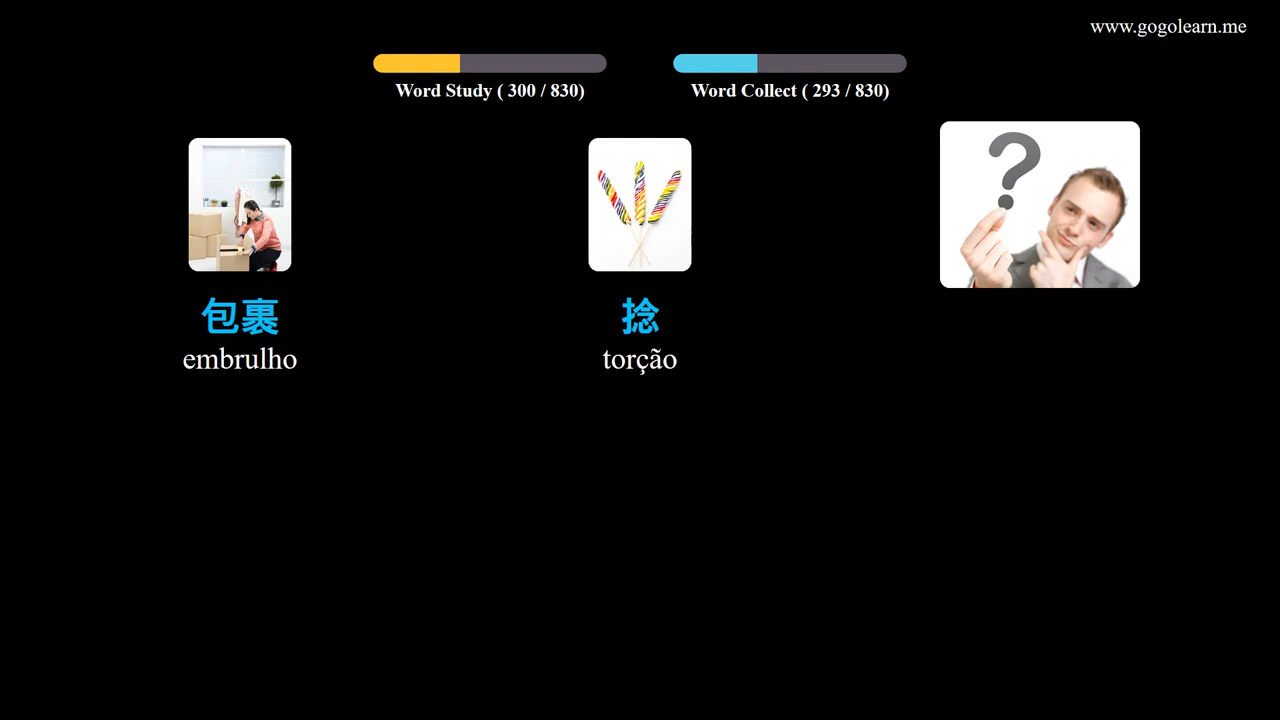 www.gogolearn.me
Word Study ( 300 / 830)
Word Collect ( 293 / 830)
包裹
embrulho
捻
torção
?